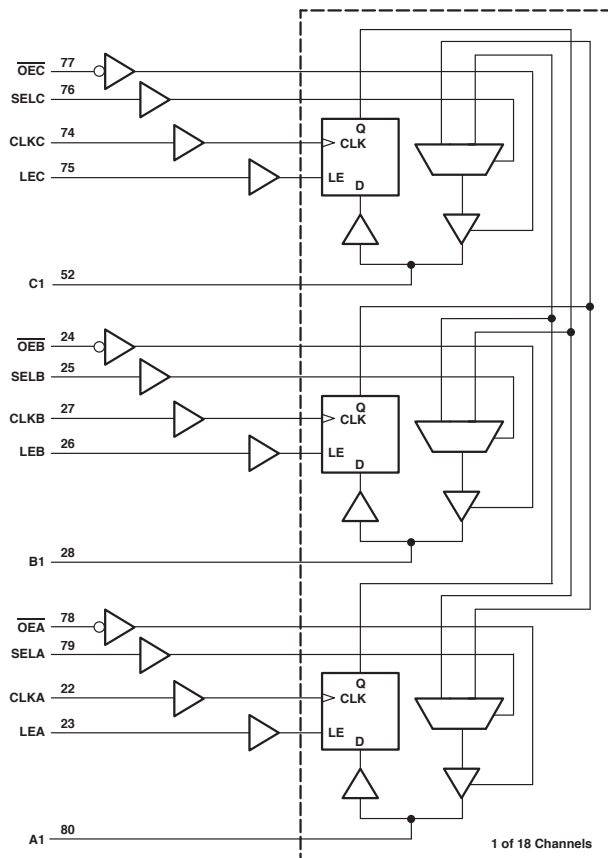 OEC 77
SELC 76
CLKC 74
LEC 75
Q
CLK
LE
D
C1 52
OEB 24
SELB 25
CLKB 27
LEB 26
Q
CLK
LE
D
B1 28
OEA 78
SELA 79
CLKA 22
LEA 23
Q
CLK
LE
D
A1 80
1 of 18 Channels